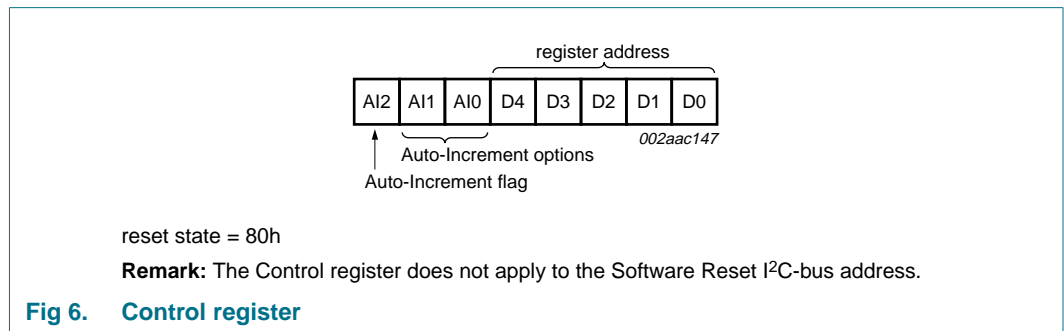 register address
AI2 AI1 AI0 D4 D3 D2 D1 D0
002aac147
Auto-Increment options
Auto-Increment flag
reset state = 80h
Remark: The Control register does not apply to the Software Reset I²C-bus address.
Fig 6. Control register